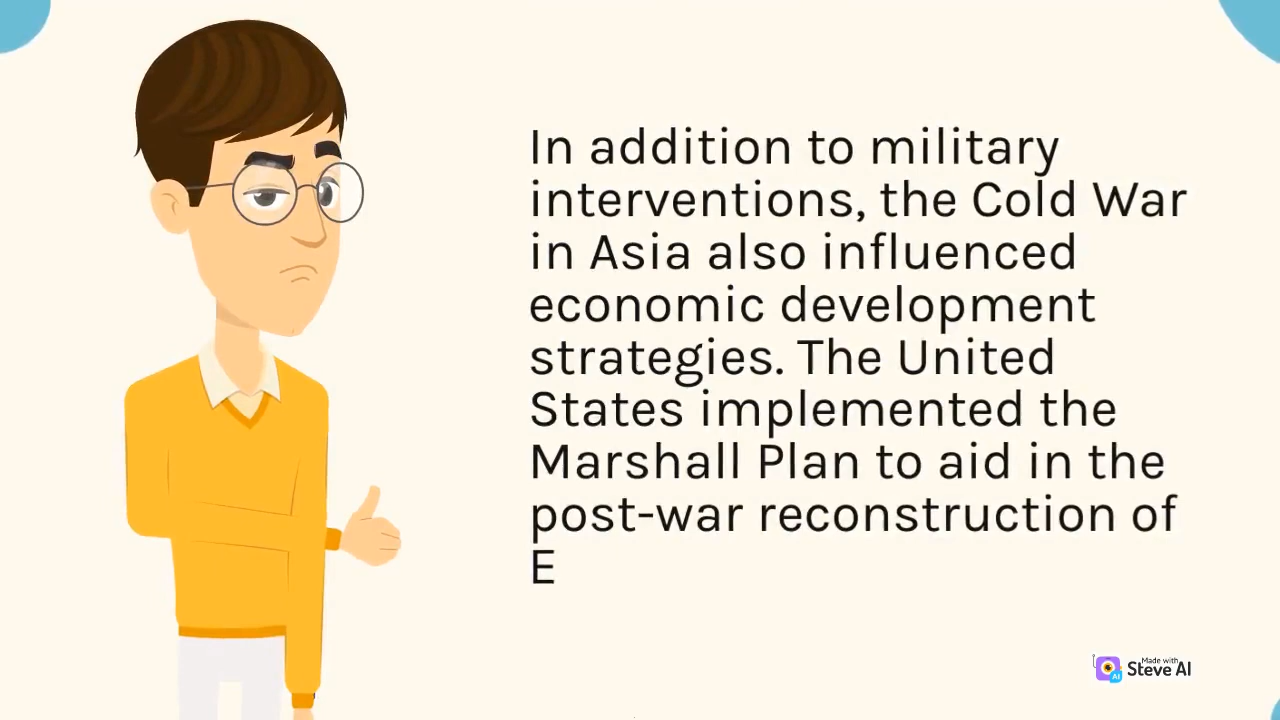 In addition to military
interventions, the Cold War
in Asia also influenced
economic development
strategies. The United
States implemented the
Marshall Plan to aid in the
post-war reconstruction of
E
Made with
Steve AI
AI